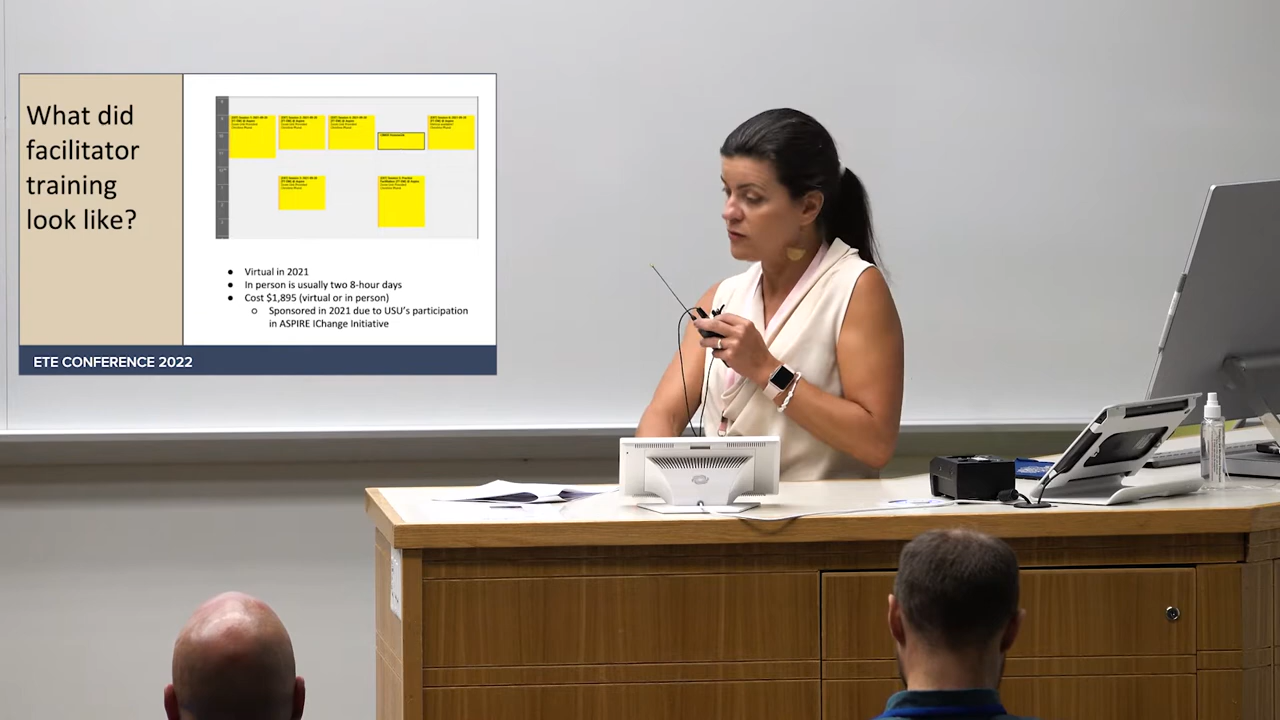 What did
facilitator
training
look like?
● Virtual in 2021
● In person is usually two 8-hour days
● Cost $1,895 (virtual or in person)
○ Sponsored in 2021 due to USU's participation
in ASPIRE IChange Initiative
ETE CONFERENCE 2022